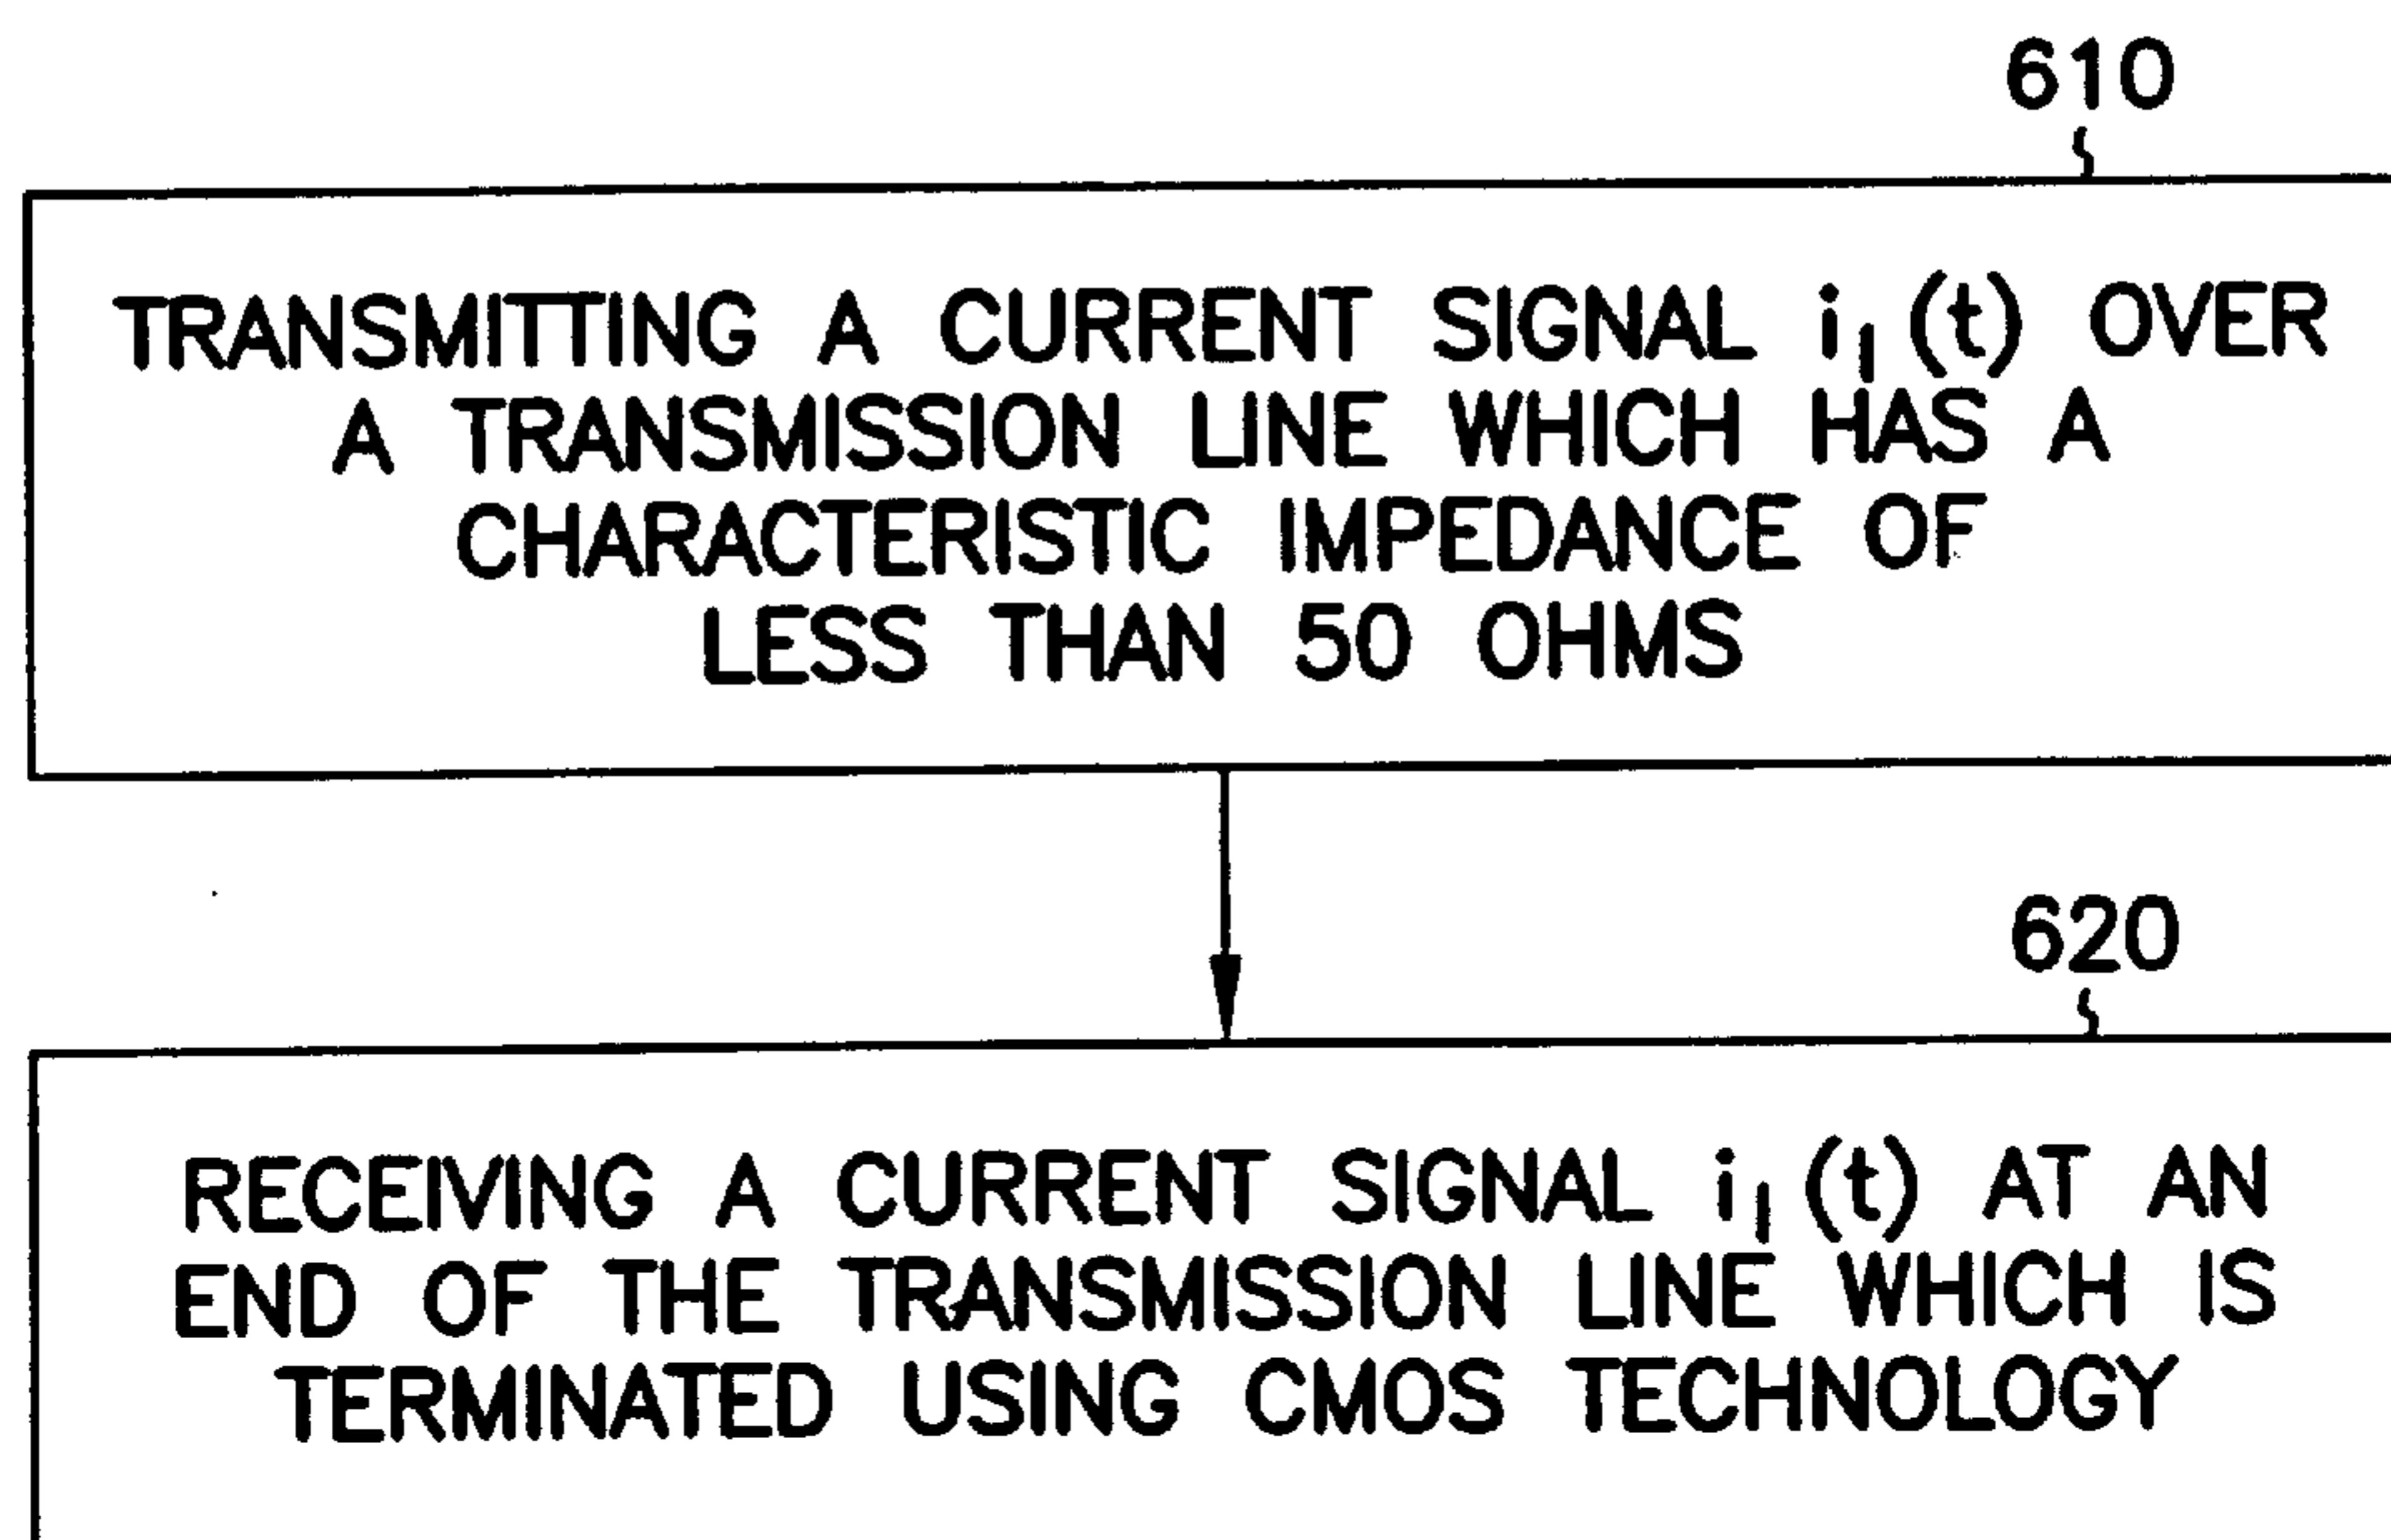 610
TRANSMITTING A CURRENT SIGNAL i₁(t) OVER
A TRANSMISSION LINE WHICH HAS A
CHARACTERISTIC IMPEDANCE OF
LESS THAN 50 OHMS
620
RECEIVING A CURRENT SIGNAL i₁(t) AT AN
END OF THE TRANSMISSION LINE WHICH IS
TERMINATED USING CMOS TECHNOLOGY